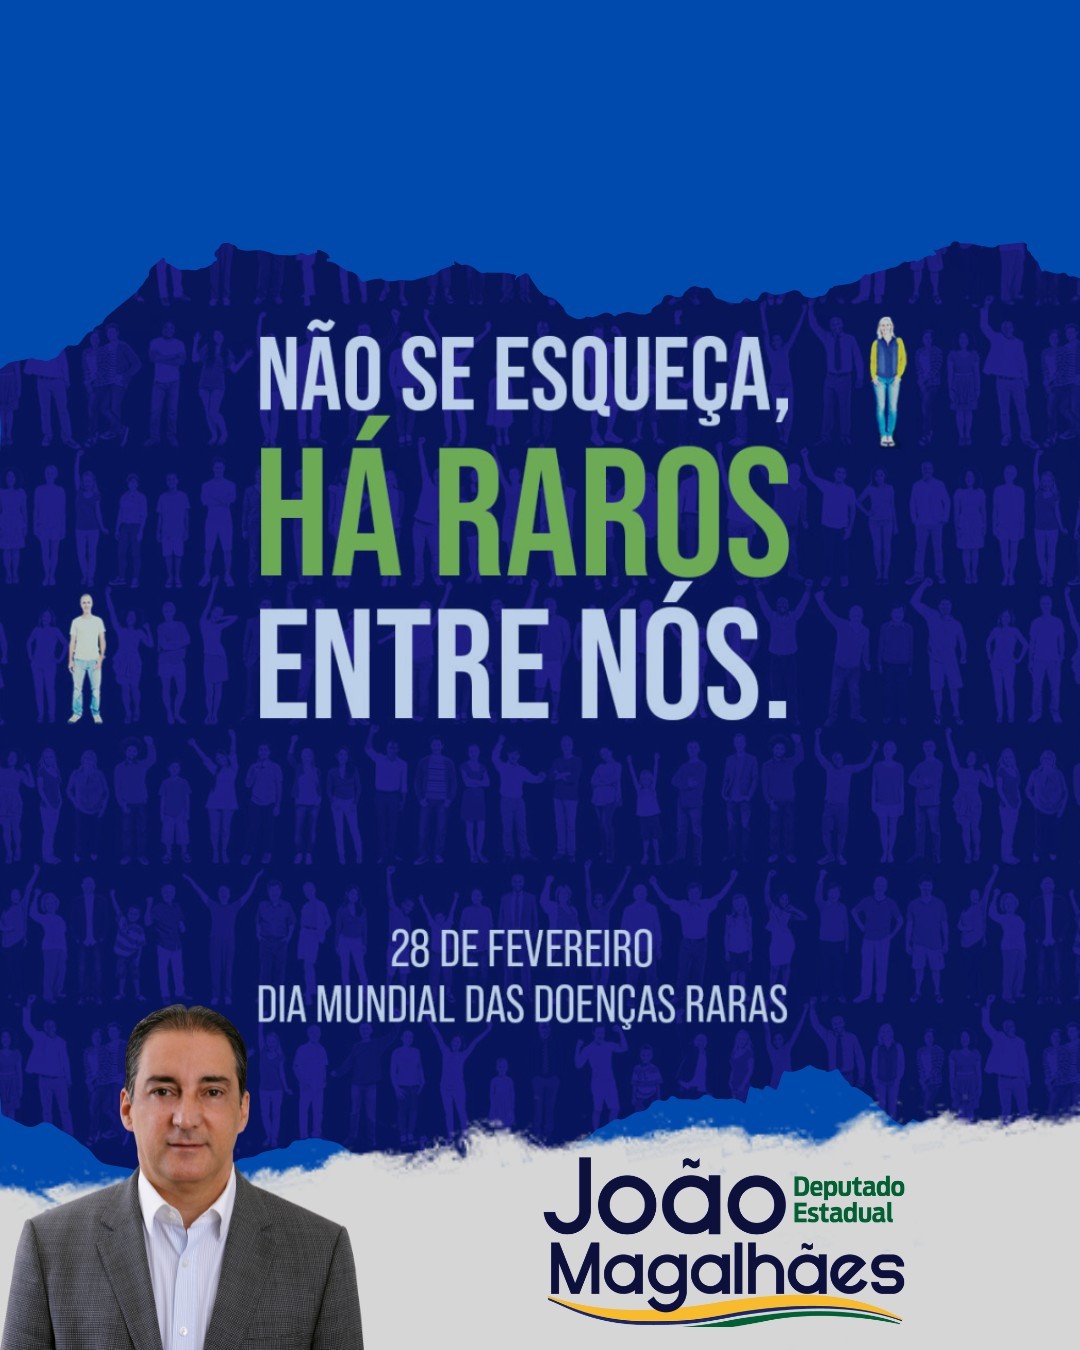 NÃO SE ESQUEÇA,
HÁ RAROS
ENTRE NÓS.
28 DE FEVEREIRO
DIA MUNDIAL DAS DOENÇAS RARAS
João Deputado Estadual
Magalhães